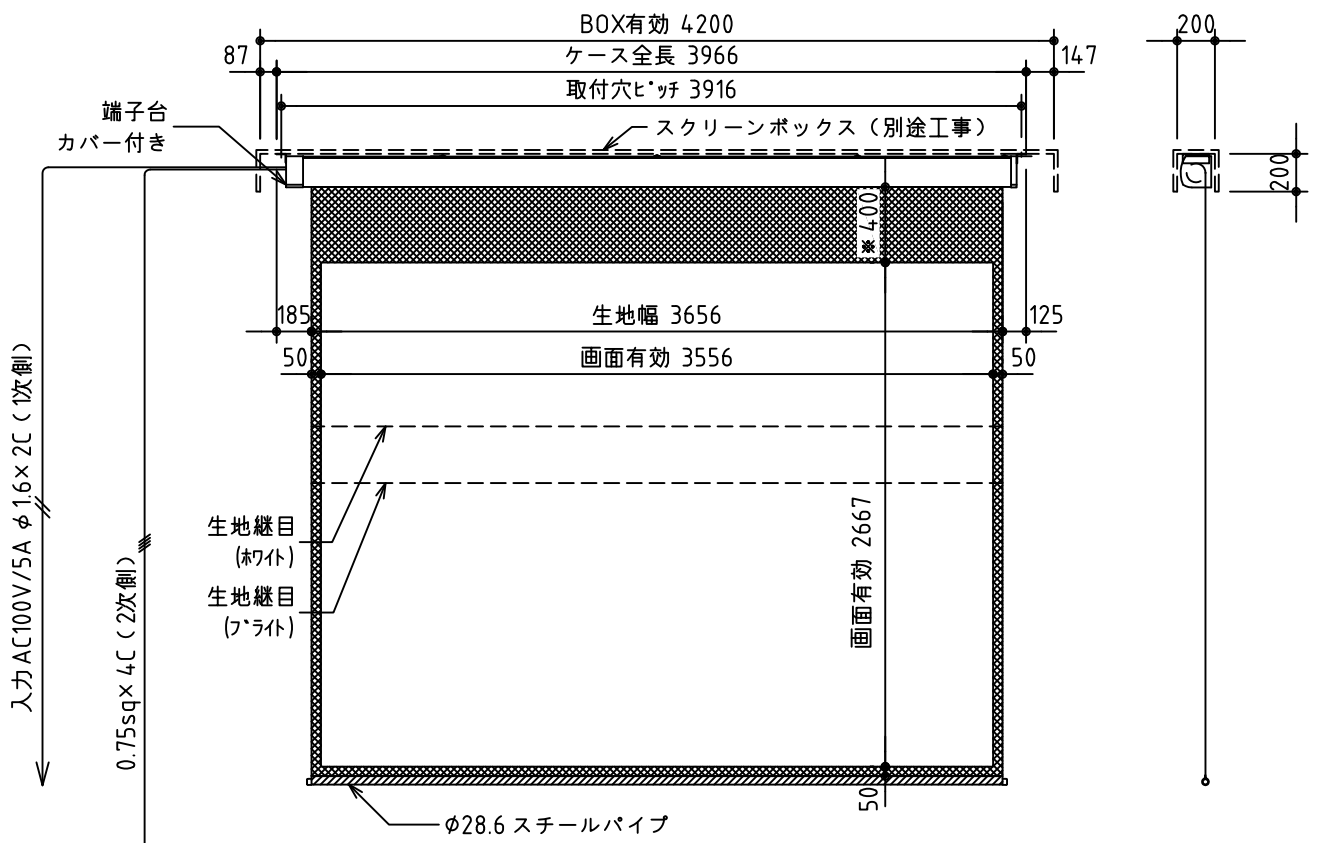 BOX有効 4200
200
87
ケース全長 3966
147
取付穴ﾋﾟｯﾁ 3916
端子台
カバー付き
スクリーンボックス（別途工事）
200
※ 400
185
生地幅 3656
125
50
画面有効 3556
50
入力AC100V/5A φ1.6×2C（1次側）
0.75sq×4C（2次側）
生地継目
(ﾎﾜｲﾄ)
生地継目
(ﾌﾞﾗｲﾄ)
画面有効 2667
50
φ28.6 スチールパイプ